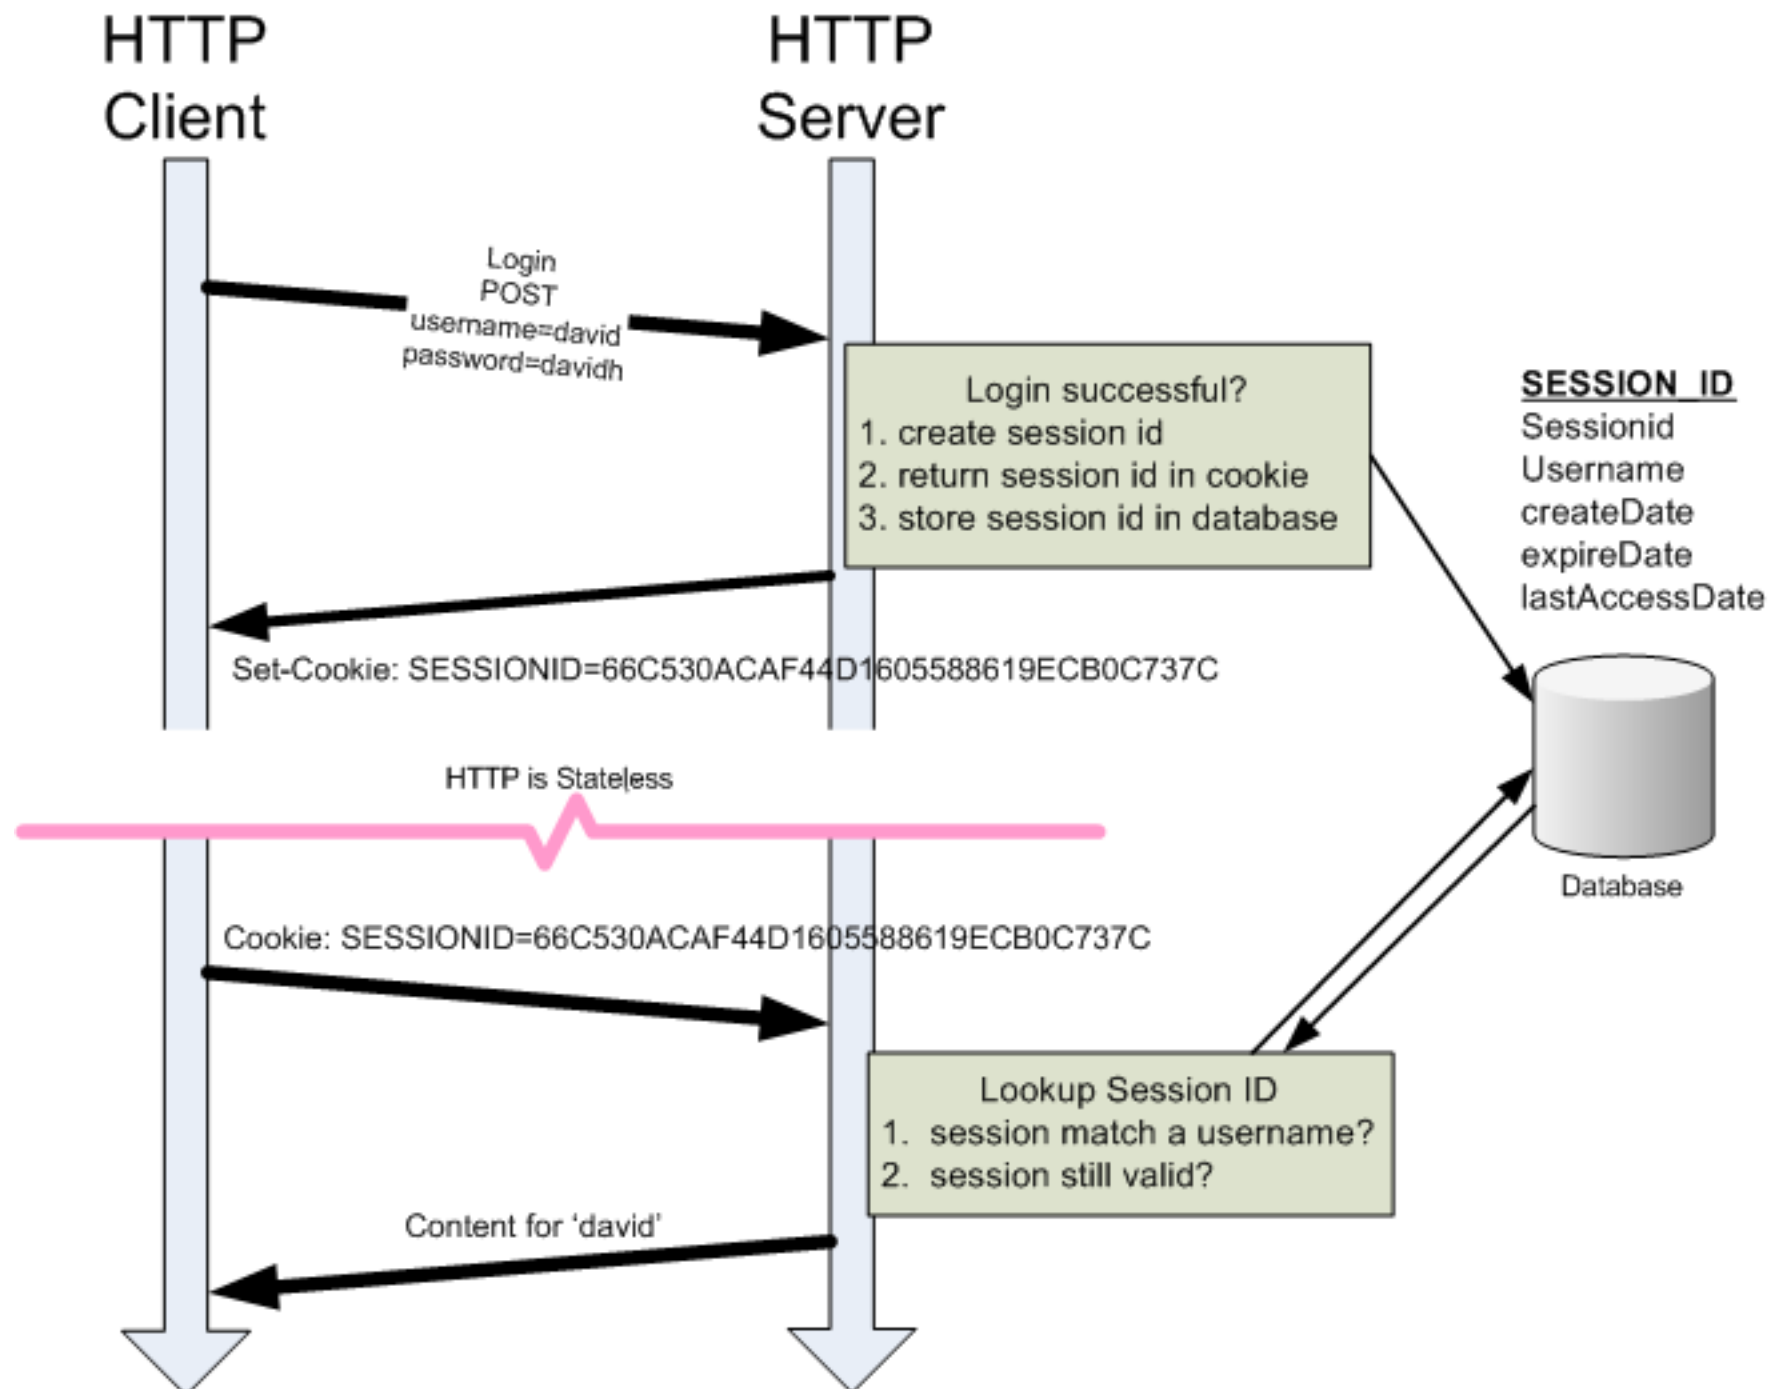 HTTP
Client
HTTP
Server
Login
POST
username=david
password=davidh
Login successful?
1. create session id
2. return session id in cookie
3. store session id in database
SESSION_ID
Sessionid
Username
createDate
expireDate
lastAccessDate
Set-Cookie: SESSIONID=66C530ACAF44D1605588619ECB0C737C
HTTP is Stateless
Database
Cookie: SESSIONID=66C530ACAF44D1605588619ECB0C737C
Lookup Session ID
1. session match a username?
2. session still valid?
Content for ‘david’